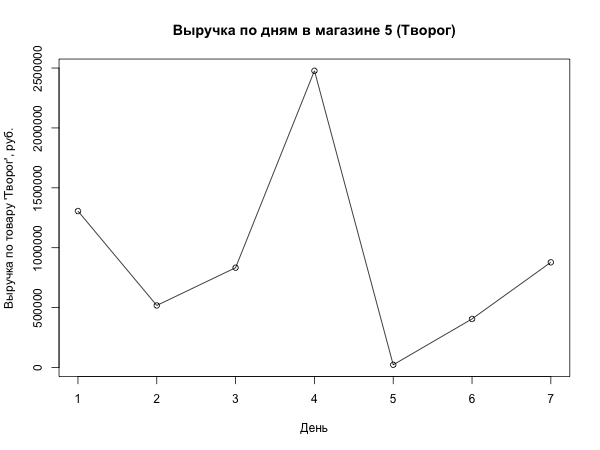 Выручка по дням в магазине 5 (Творог)
Выручка по товару 'Творог', руб.
2500000
2000000
1500000
1000000
500000
0
1 2 3 4 5 6 7
День